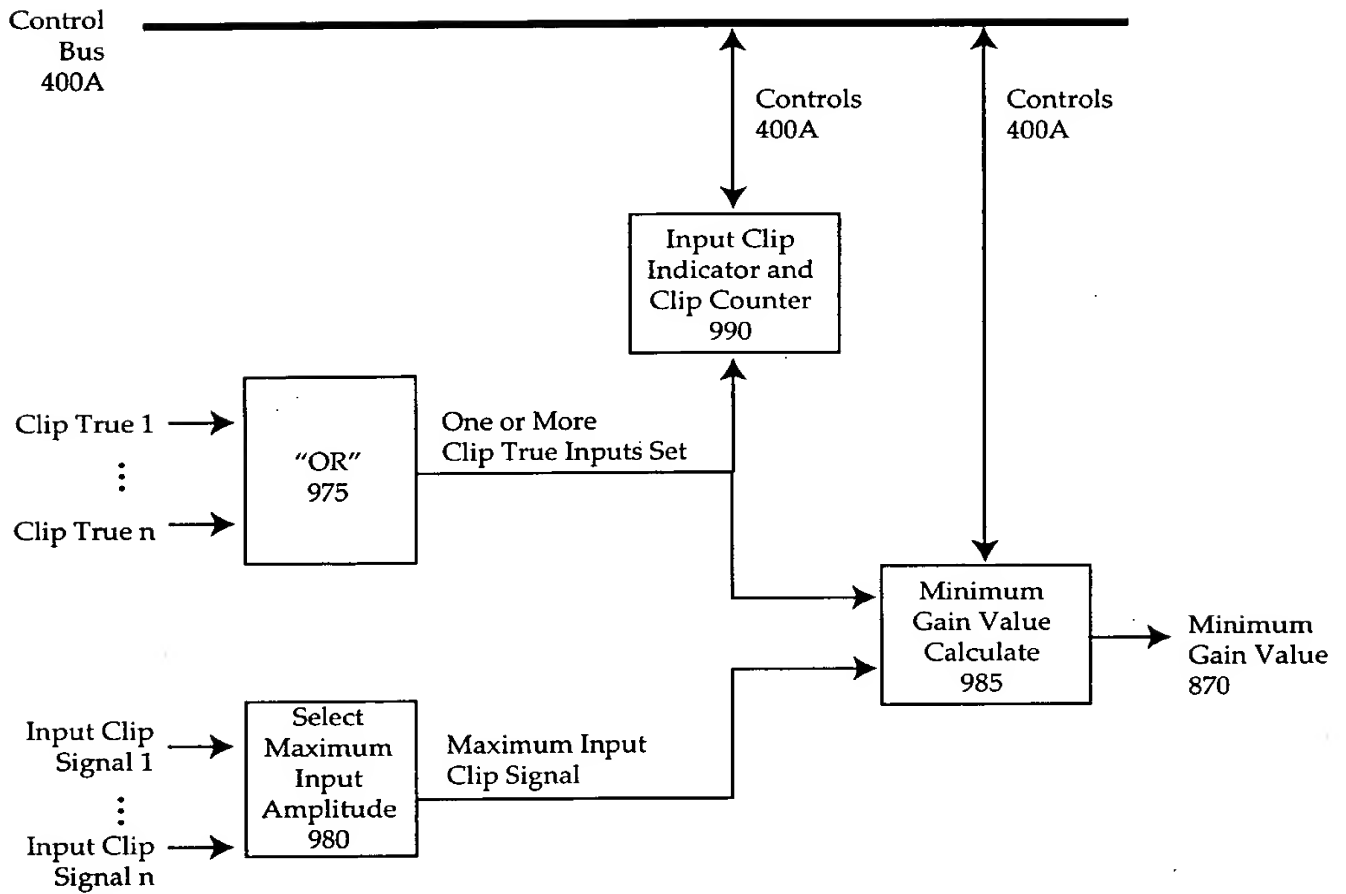 Control
Bus
400A
Controls
400A
Controls
400A
Input Clip
Indicator and
Clip Counter
990
Clip True 1
Clip True n
"OR"
975
One or More
Clip True Inputs Set
Minimum
Gain Value
Calculate
985
Minimum
Gain Value
870
Input Clip
Signal 1
Input Clip
Signal n
Select
Maximum
Input
Amplitude
980
Maximum Input
Clip Signal